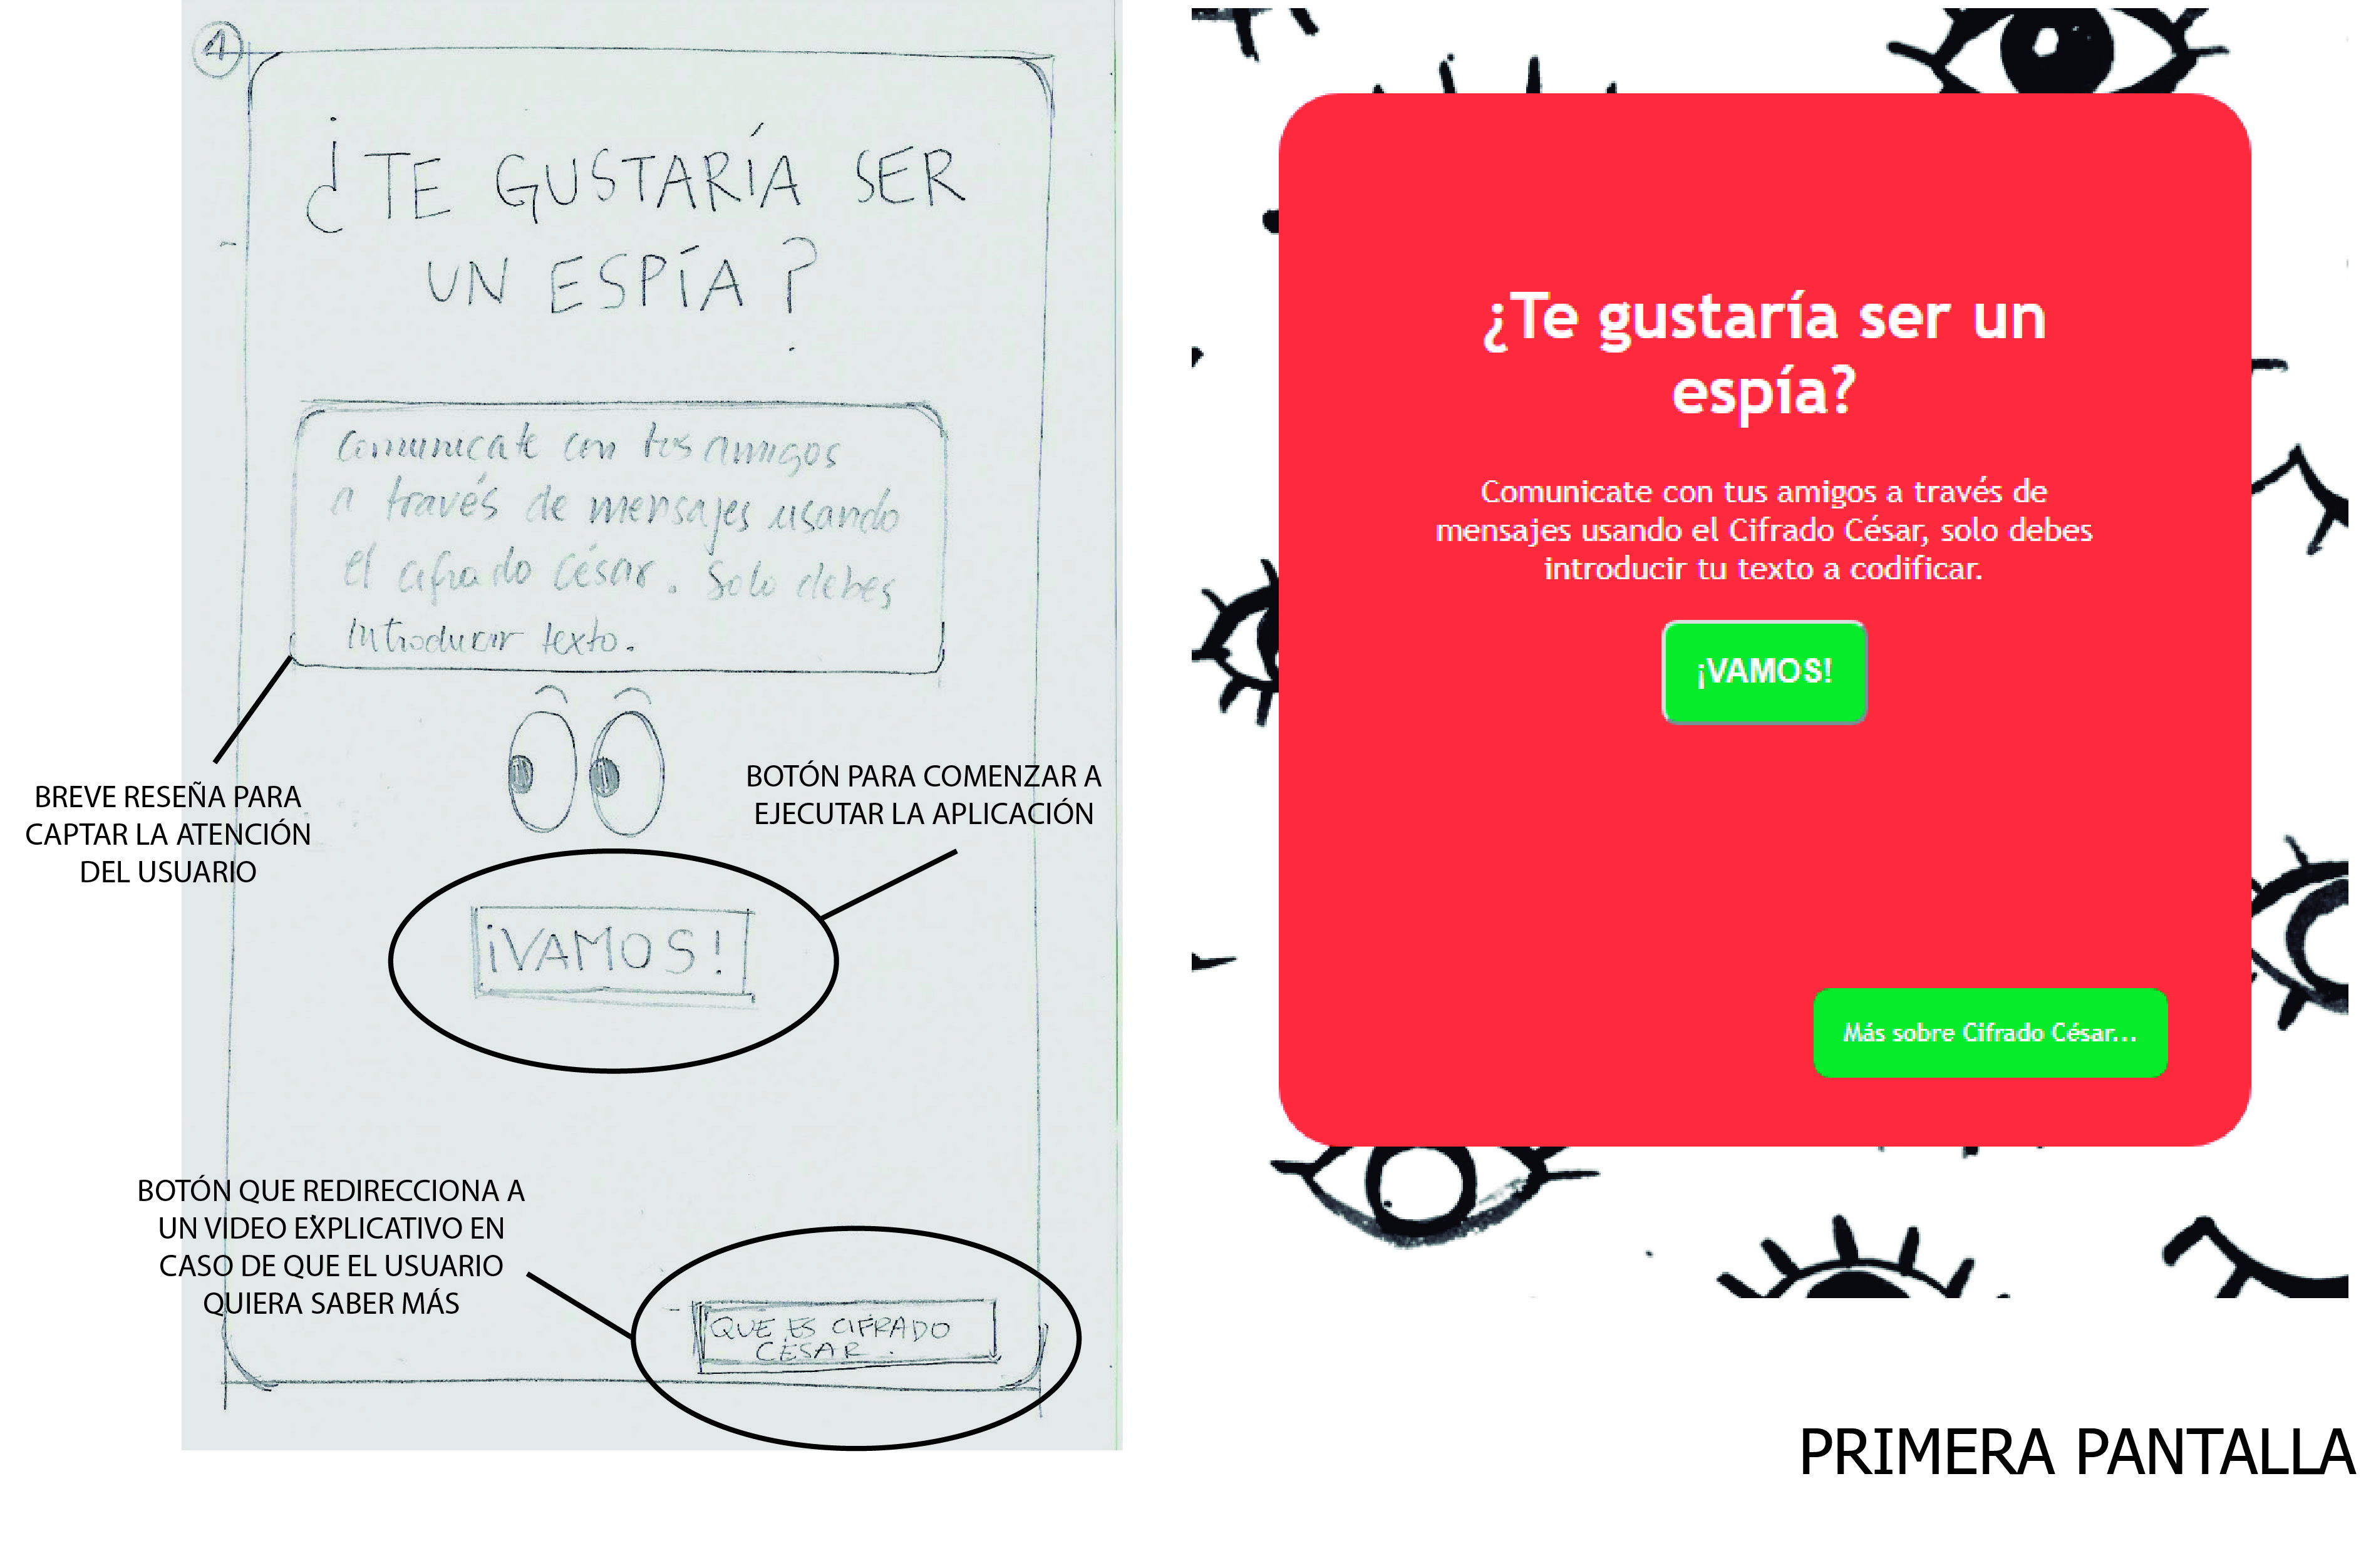 1
¿TE GUSTARÍA SER
UN ESPÍA?
Comunicate con tus amigos
a través de mensajes usando
el cifrado César. Solo debes
introducir texto.
BREVE RESEÑA PARA
CAPTAR LA ATENCIÓN
DEL USUARIO
BOTÓN PARA COMENZAR A
EJECUTAR LA APLICACIÓN
¡VAMOS!
BOTÓN QUE REDIRECCIONA A
UN VIDEO EXPLICATIVO EN
CASO DE QUE EL USUARIO
QUIERA SABER MÁS
QUE ES CIFRADO
CÉSAR.
¿Te gustaría ser un
espía?
Comunicate con tus amigos a través de
mensajes usando el Cifrado César, solo debes
introducir tu texto a codificar.
¡VAMOS!
Más sobre Cifrado César...
PRIMERA PANTALLA